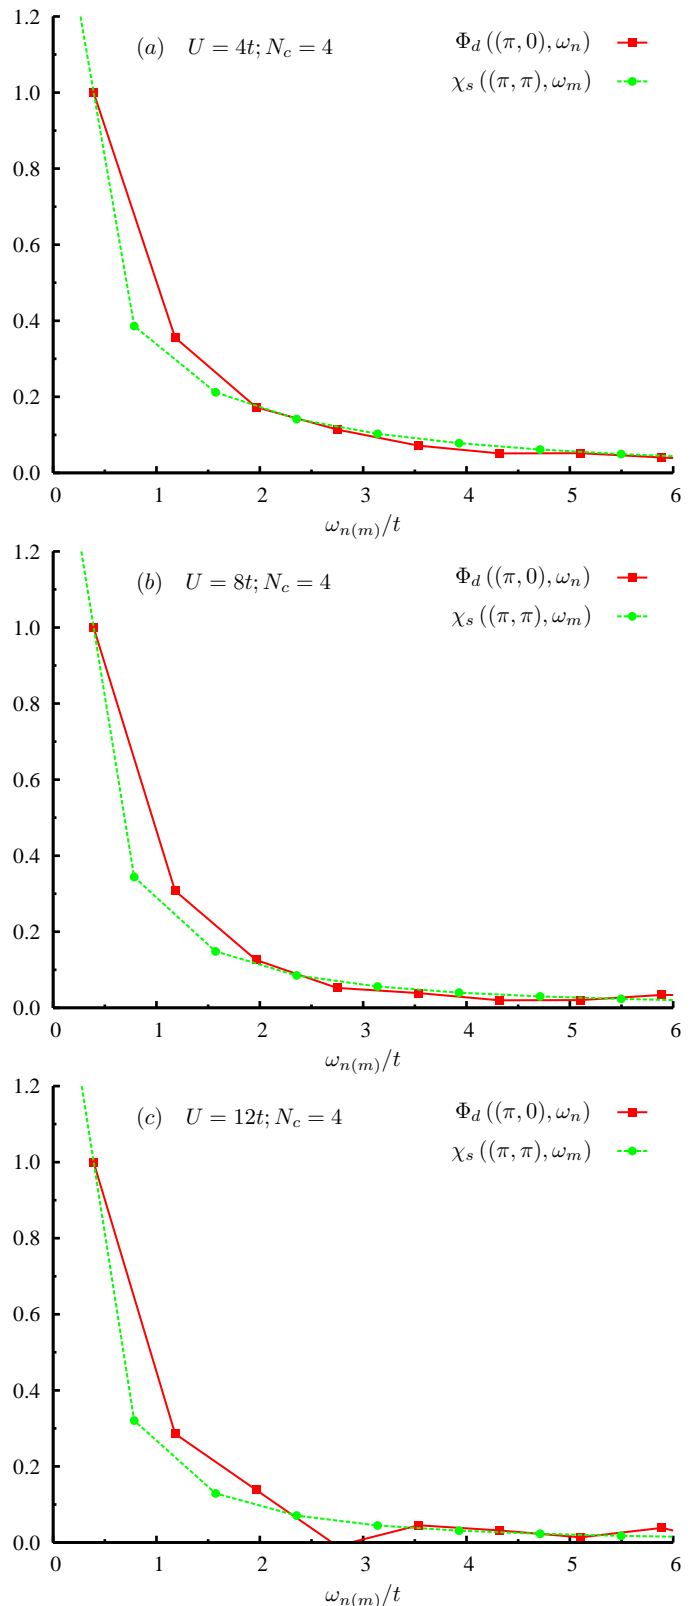 (a) U = 4t; N_c = 4
Φ_d ((π, 0), ω_n)
χ_s ((π, π), ω_m)
1.2
1.0
0.8
0.6
0.4
0.2
0.0
0 1 2 3 4 5 6
ω_{n(m)}/t
(b) U = 8t; N_c = 4
Φ_d ((π, 0), ω_n)
χ_s ((π, π), ω_m)
1.2
1.0
0.8
0.6
0.4
0.2
0.0
0 1 2 3 4 5 6
ω_{n(m)}/t
(c) U = 12t; N_c = 4
Φ_d ((π, 0), ω_n)
χ_s ((π, π), ω_m)
1.2
1.0
0.8
0.6
0.4
0.2
0.0
0 1 2 3 4 5 6
ω_{n(m)}/t